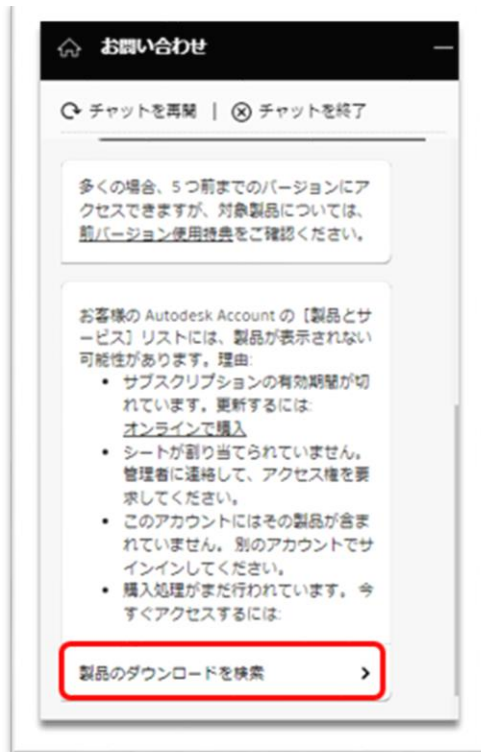 お問い合わせ
チャットを再開 | チャットを終了
多くの場合、5 つ前までのバージョンにア
クセスできますが、対象製品については、
前バージョン使用特典をご確認ください。
お客様の Autodesk Account の [製品とサ
ービス] リストには、製品が表示されない
可能性があります。理由:
• サブスクリプションの有効期間が切
れています。更新するには:
オンラインで購入
• シートが割り当てられていません。
管理者に連絡して、アクセス権を要
求してください。
• このアカウントにはその製品が含ま
れていません。 別のアカウントでサ
インインしてください。
• 購入処理がまだ行われています。 今
すぐアクセスするには:
製品のダウンロードを検索